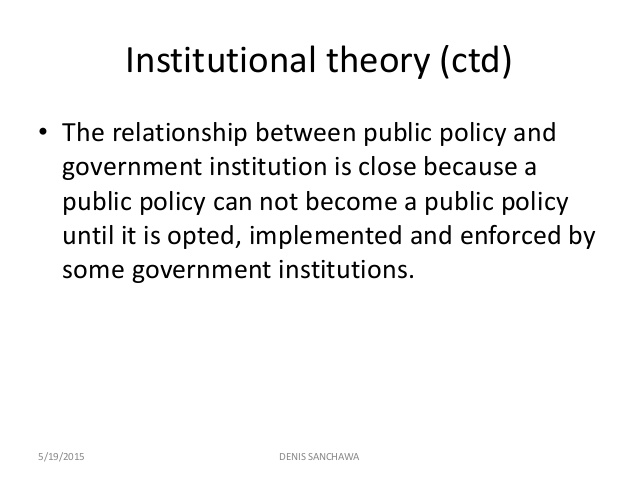 Institutional theory (ctd)
• The relationship between public policy and
government institution is close because a
public policy can not become a public policy
until it is opted, implemented and enforced by
some government institutions.
5/19/2015
DENIS SANCHAWA